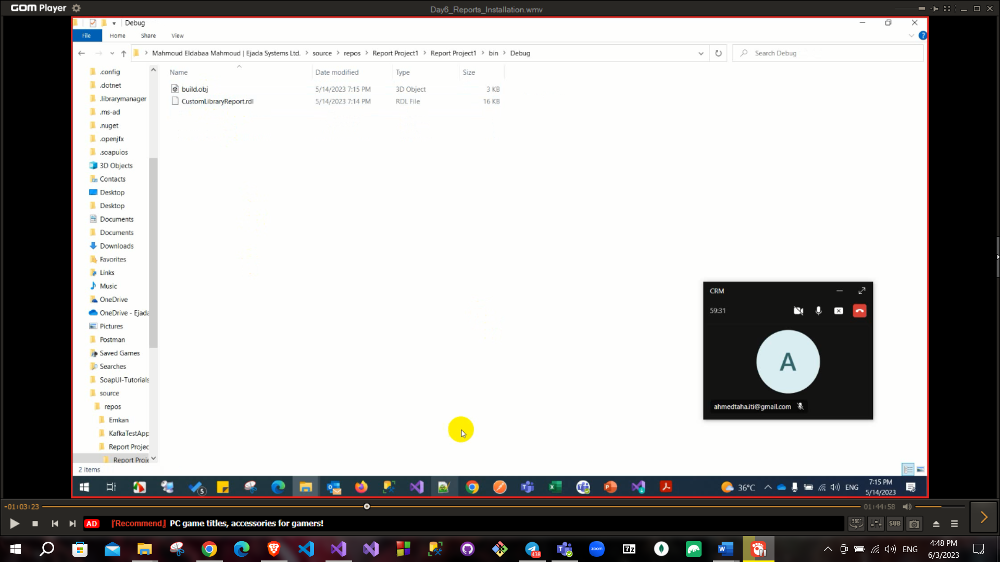 GOM Player
Day6_Reports_Installation.wmv
Debug
File Home Share View
Mahmoud Eldabaa Mahmoud | Ejada Systems Ltd. > source > repos > Report Project1 > Report Project1 > bin > Debug
Search Debug
Name Date modified Type Size
build.obj 5/14/2023 7:15 PM 3D Object 3 KB
CustomLibraryReport.rdl 5/14/2023 7:14 PM RDL File 16 KB
.config
.dotnet
.librarymanager
.ms-ad
.nuget
.openjfx
.soapuios
3D Objects
Contacts
Desktop
Desktop
Documents
Documents
Downloads
Favorites
Links
Music
OneDrive
OneDrive - Ejada
Pictures
Postman
Saved Games
Searches
SoapUI-Tutorials
source
repos
Emkan
KafkaTestApp
Report Projec
Report Proje
2 items
CRM
59:31
A
ahmedtaha.iti@gmail.com
5
36°C
ENG
7:15 PM
5/14/2023
-01:03:23
01:44:58
AD 『Recommend』 PC game titles, accessories for gamers!
360°
SUB
438
zoom
7z
ENG
4:48 PM
6/3/2023